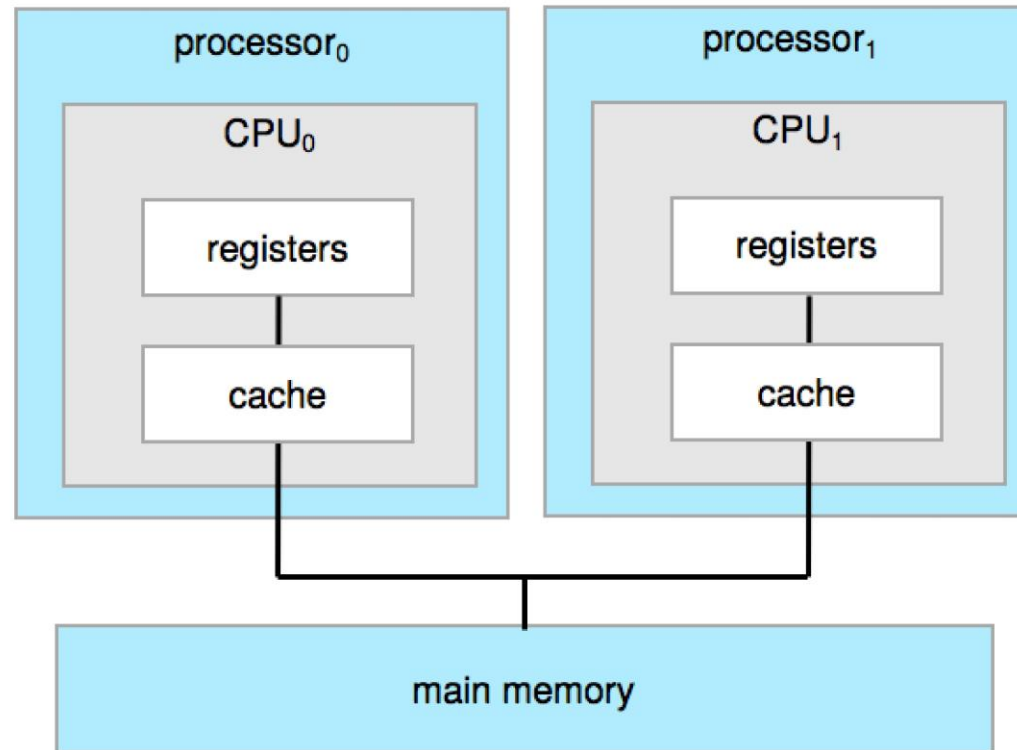 processor₀
processor₁
CPU₀
CPU₁
registers
registers
cache
cache
main memory